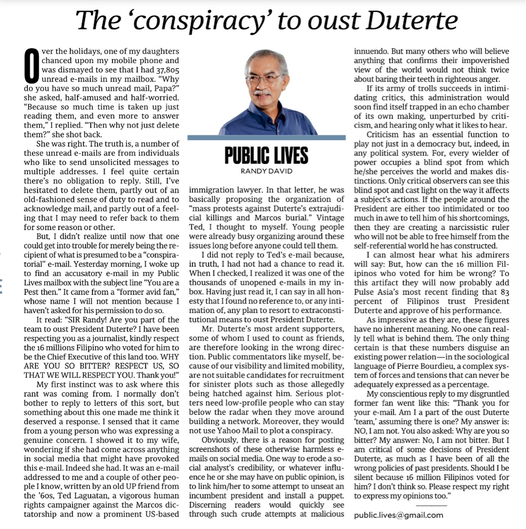 The ‘conspiracy’ to oust Duterte
Over the holidays, one of my daughters
chanced upon my mobile phone and
was dismayed to see that I had 37,805
unread e-mails in my mailbox. “Why
do you have so much unread mail, Papa?”
she asked, half-amused and half-worried.
“Because so much time is taken up just
reading them, and even more to answer
them,” I replied. “Then why not just delete
them?” she shot back.
She was right. The truth is, a number of
these unread e-mails are from individuals
who like to send unsolicited messages to
multiple addresses. I feel quite certain
there’s no obligation to reply. Still, I’ve
hesitated to delete them, partly out of an
old-fashioned sense of duty to read and to
acknowledge mail, and partly out of a feel-
ing that I may need to refer back to them
for some reason or other.
But, I didn’t realize until now that one
could get into trouble for merely being the re-
cipient of what is presumed to be a “conspira-
torial” e-mail. Yesterday morning, I woke up
to find an accusatory e-mail in my Public
Lives mailbox with the subject line “You are a
Pest then.” It came from a “former avid fan,”
whose name I will not mention because I
haven’t asked for his permission to do so.
It read: “SIR Randy! Are you part of the
team to oust President Duterte? I have been
respecting you as a journalist, kindly respect
the 16 millions Filipino who voted for him to
be the Chief Executive of this land too. WHY
ARE YOU SO BITTER? RESPECT US, SO
THAT WE WILL RESPECT YOU. Thank you!”
My first instinct was to ask where this
rant was coming from. I normally don’t
bother to reply to letters of this sort, but
something about this one made me think it
deserved a response. I sensed that it came
from a young person who was expressing a
genuine concern. I showed it to my wife,
wondering if she had come across anything
in social media that might have provoked
this e-mail. Indeed she had. It was an e-mail
addressed to me and a couple of other peo-
ple I know, written by an old UP friend from
the ’60s, Ted Laguatan, a vigorous human
rights campaigner against the Marcos dic-
tatorship and now a prominent US-based
PUBLIC LIVES
RANDY DAVID
immigration lawyer. In that letter, he was
basically proposing the organization of
“mass protests against Duterte’s extrajudi-
cial killings and Marcos burial.” Vintage
Ted, I thought to myself. Young people
were already busy organizing around these
issues long before anyone could tell them.
I did not reply to Ted’s e-mail because,
in truth, I had not had a chance to read it.
When I checked, I realized it was one of the
thousands of unopened e-mails in my in-
box. Having just read it, I can say in all hon-
esty that I found no reference to, or any inti-
mation of, any plan to resort to extraconsti-
tutional means to oust President Duterte.
Mr. Duterte’s most ardent supporters,
some of whom I used to count as friends,
are therefore looking in the wrong direc-
tion. Public commentators like myself, be-
cause of our visibility and limited mobility,
are not suitable candidates for recruitment
for sinister plots such as those allegedly
being hatched against him. Serious plot-
ters need low-profile people who can stay
below the radar when they move around
building a network. Moreover, they would
not use Yahoo Mail to plot a conspiracy.
Obviously, there is a reason for posting
screenshots of these otherwise harmless e-
mails on social media. One way to erode a so-
cial analyst’s credibility, or whatever influ-
ence he or she may have on public opinion, is
to link him/her to some attempt to unseat an
incumbent president and install a puppet.
Discerning readers would quickly see
through such crude attempts at malicious
innuendo. But many others who will believe
anything that confirms their impoverished
view of the world would not think twice
about baring their teeth in righteous anger.
If its army of trolls succeeds in intimi-
dating critics, this administration would
soon find itself trapped in an echo chamber
of its own making, unperturbed by criti-
cism, and hearing only what it likes to hear.
Criticism has an essential function to
play not just in a democracy but, indeed, in
any political system. For, every wielder of
power occupies a blind spot from which
he/she perceives the world and makes dis-
tinctions. Only critical observers can see this
blind spot and cast light on the way it affects
a subject’s actions. If the people around the
President are either too intimidated or too
much in awe to tell him of his shortcomings,
then they are creating a narcissistic ruler
who will not be able to free himself from the
self-referential world he has constructed.
I can almost hear what his admirers
will say: But, how can the 16 million Fil-
ipinos who voted for him be wrong? To
this artifact they will now probably add
Pulse Asia’s most recent finding that 83
percent of Filipinos trust President
Duterte and approve of his performance.
As impressive as they are, these figures
have no inherent meaning. No one can real-
ly tell what is behind them. The only thing
certain is that these numbers disguise an
existing power relation—in the sociological
language of Pierre Bourdieu, a complex sys-
tem of forces and tensions that can never be
adequately expressed as a percentage.
My conscientious reply to my disgruntled
former fan went like this: “Thank you for
your e-mail. Am I a part of the oust Duterte
‘team,’ assuming there is one? My answer is:
NO, I am not. You also asked: Why are you so
bitter? My answer: No, I am not bitter. But I
am critical of some decisions of President
Duterte, as much as I have been of all the
wrong policies of past presidents. Should I be
silent because 16 million Filipinos voted for
him? I don’t think so. Please respect my right
to express my opinions too.”
public.lives@gmail.com